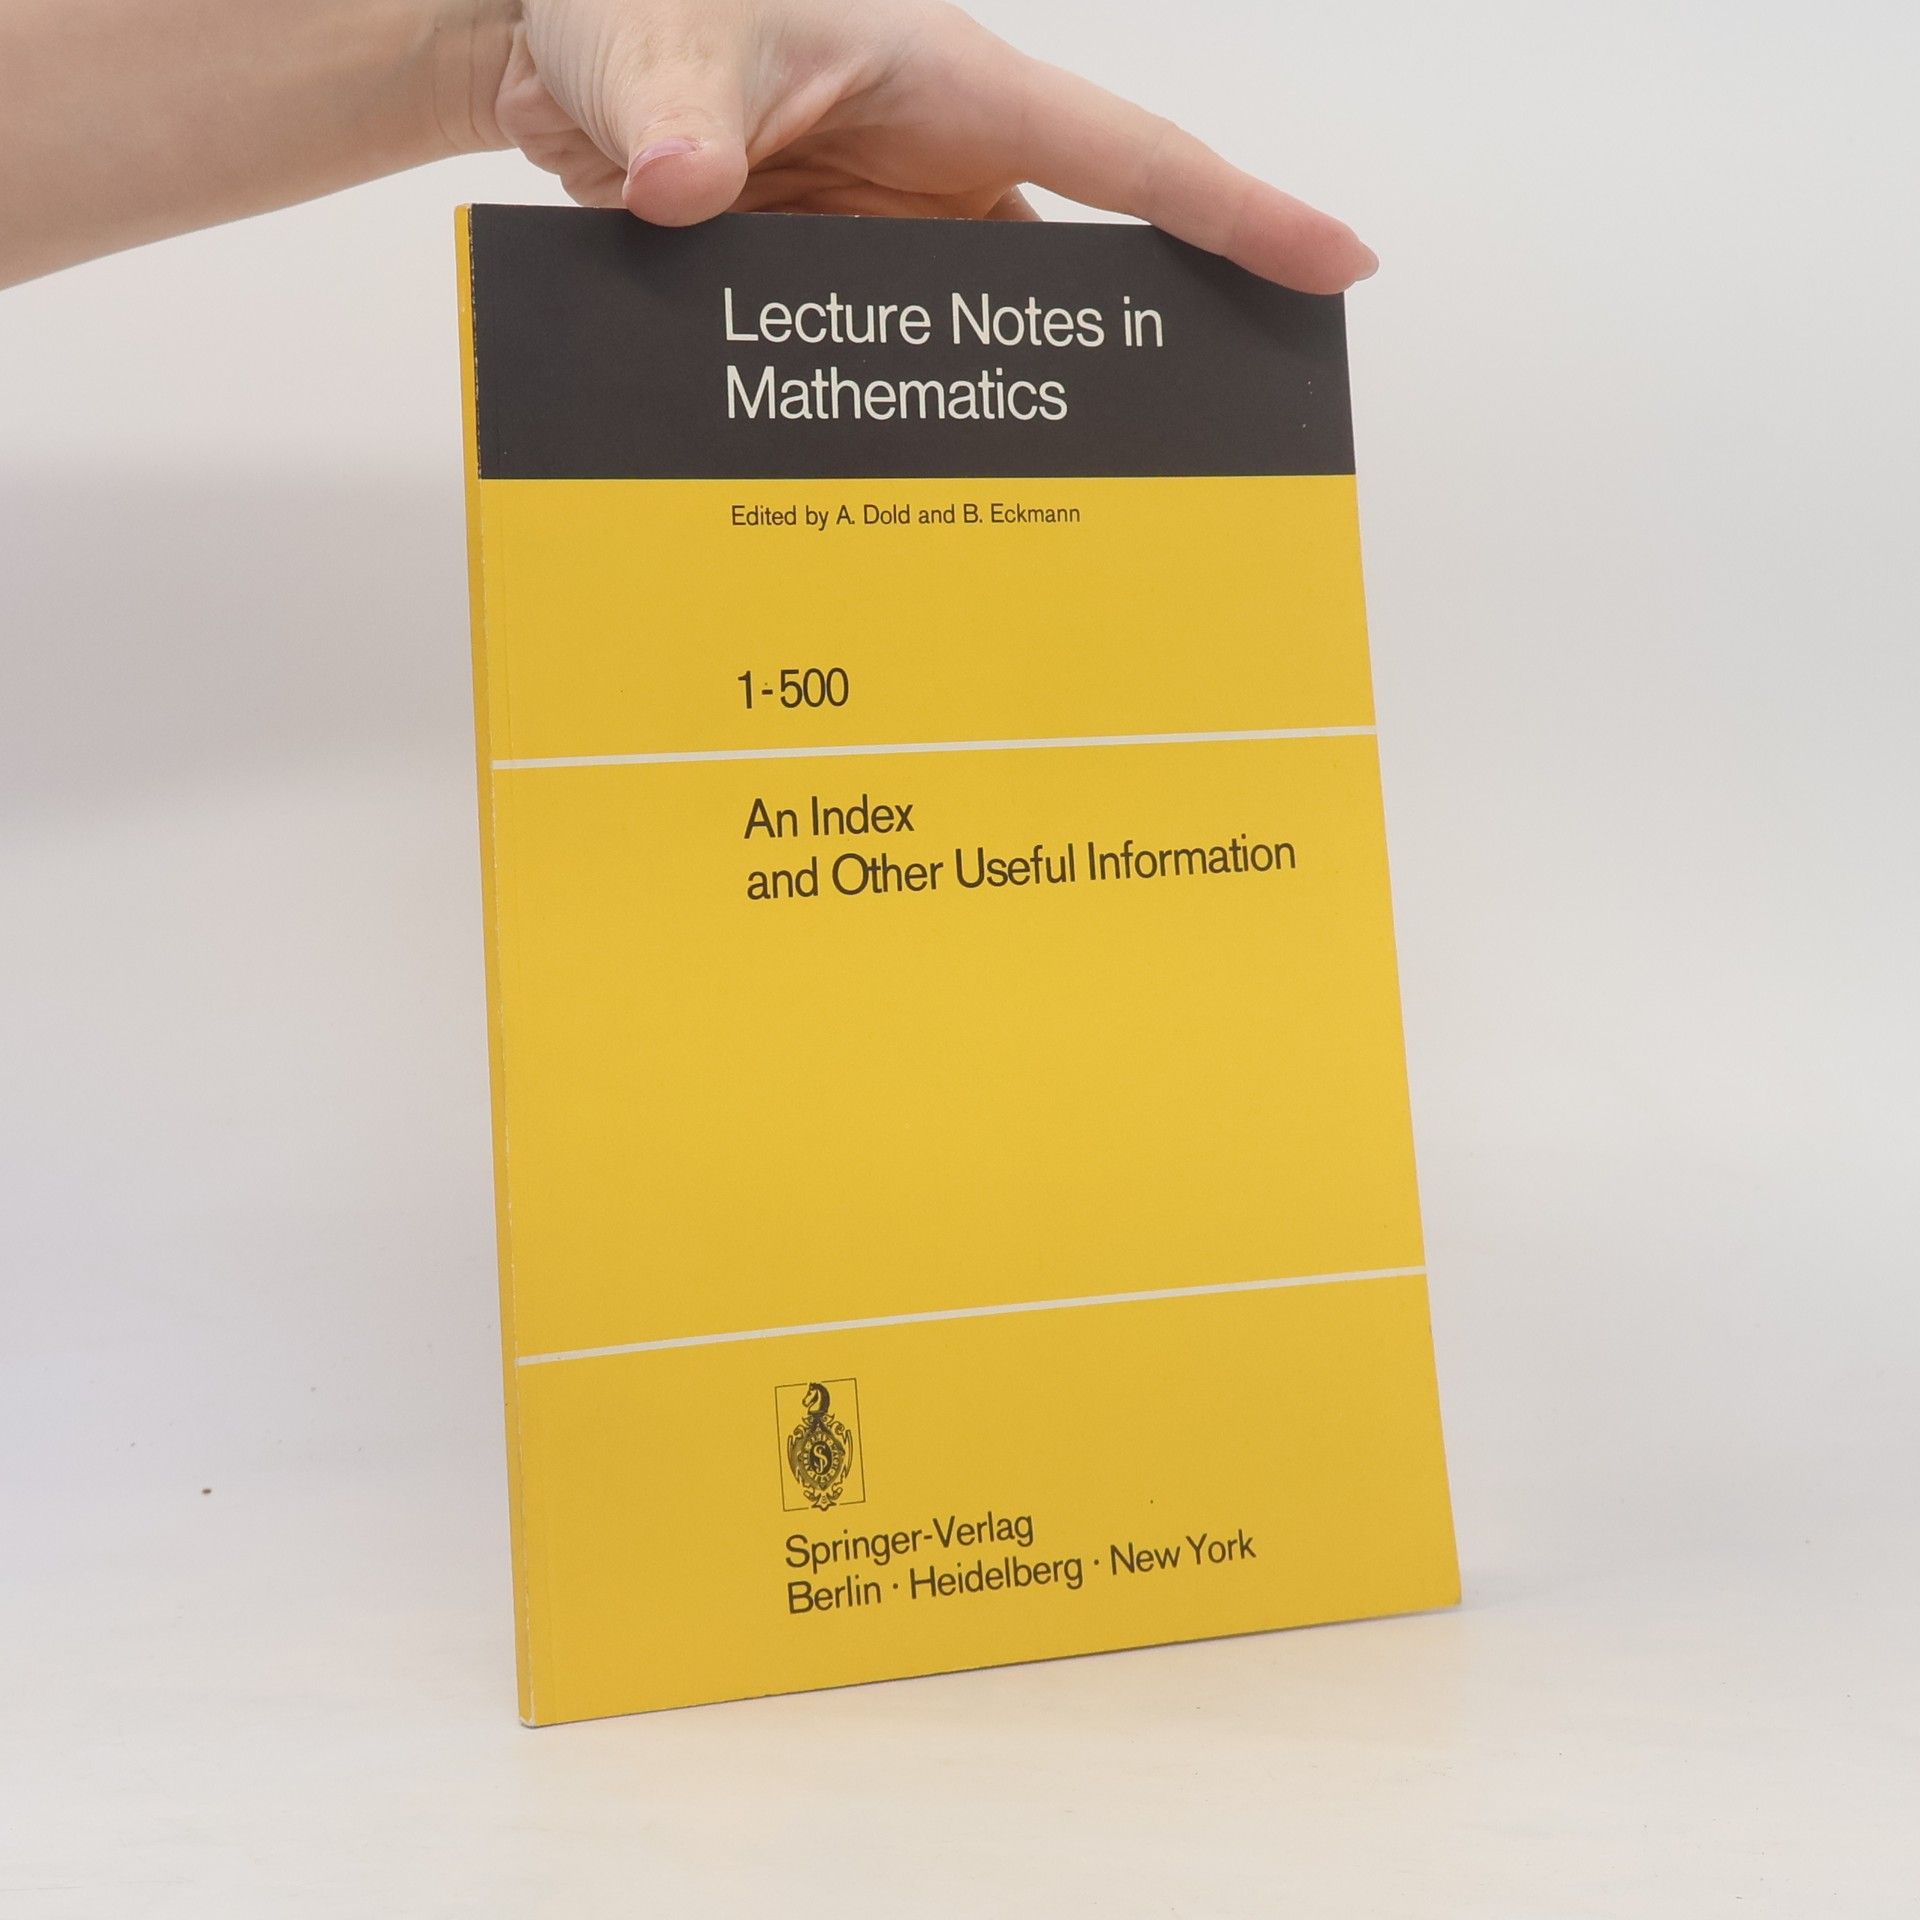 Lecture Notes in
Mathematics
Edited by A. Dold and B. Eckmann
1-500
An Index
and Other Useful Information
Springer-Verlag
Berlin · Heidelberg · New York